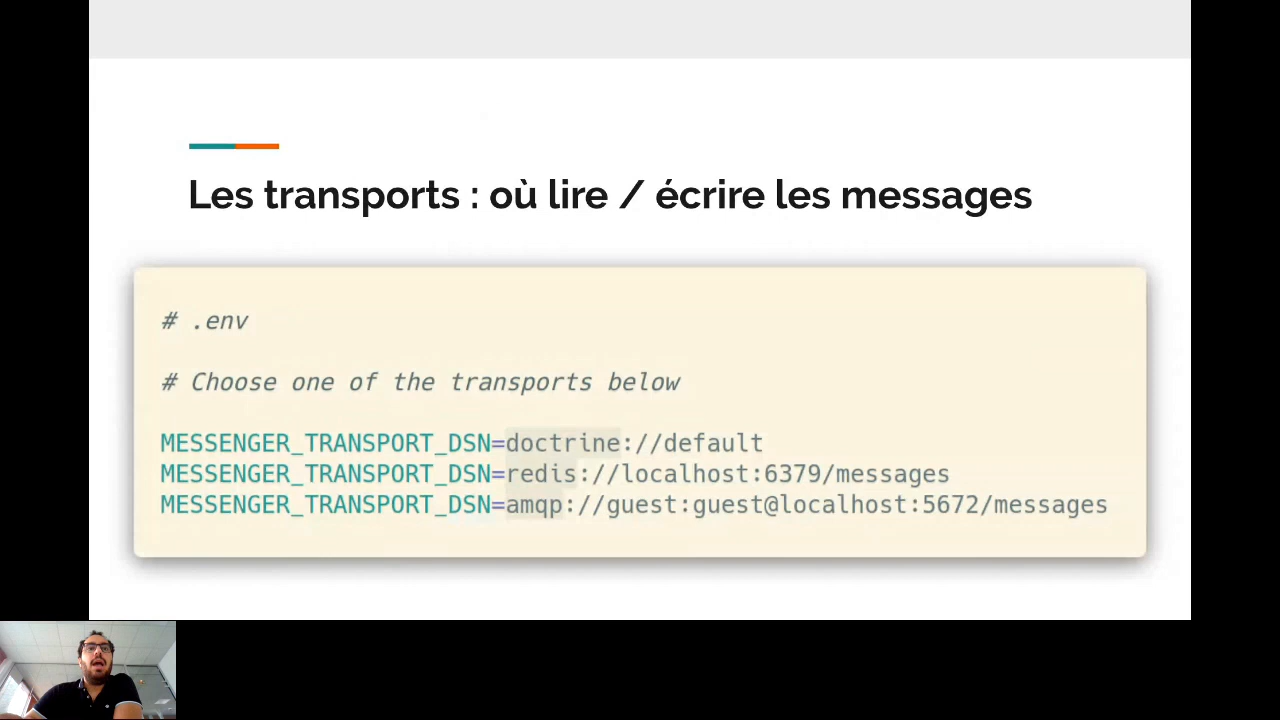 Les transports : où lire / écrire les messages
# .env
# Choose one of the transports below
MESSENGER_TRANSPORT_DSN=doctrine://default
MESSENGER_TRANSPORT_DSN=redis://localhost:6379/messages
MESSENGER_TRANSPORT_DSN=amqp://guest:guest@localhost:5672/messages